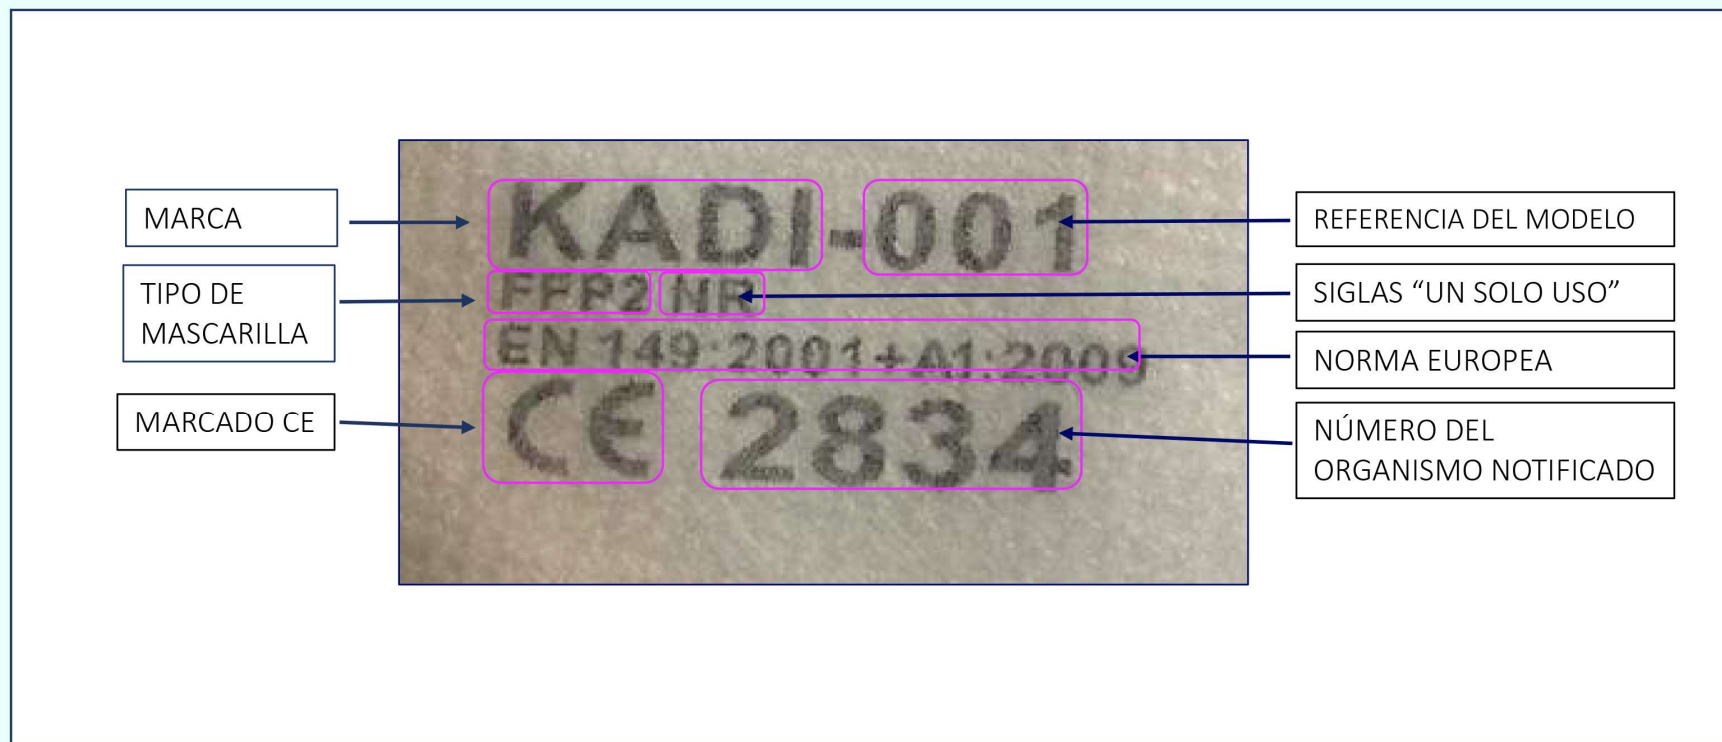 MARCA
TIPO DE
MASCARILLA
MARCADO CE
KADI-001
FFP2 NR
EN 149:2001+A1:2009
CE 2834
REFERENCIA DEL MODELO
SIGLAS “UN SOLO USO”
NORMA EUROPEA
NÚMERO DEL
ORGANISMO NOTIFICADO